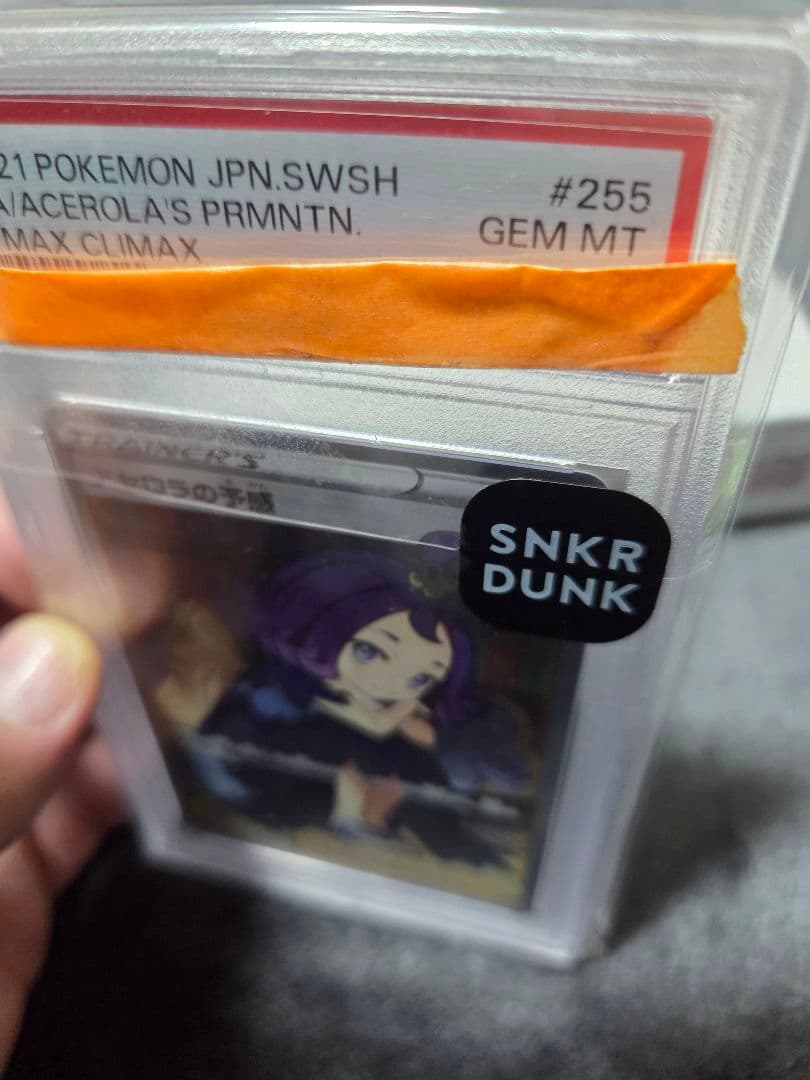 21 POKEMON JPN.SWSH
#255
A/ACEROLA'S PRMNTN.
GEM MT
MAX CLIMAX
TRAINER'S
セロラの予感
SNKR
DUNK